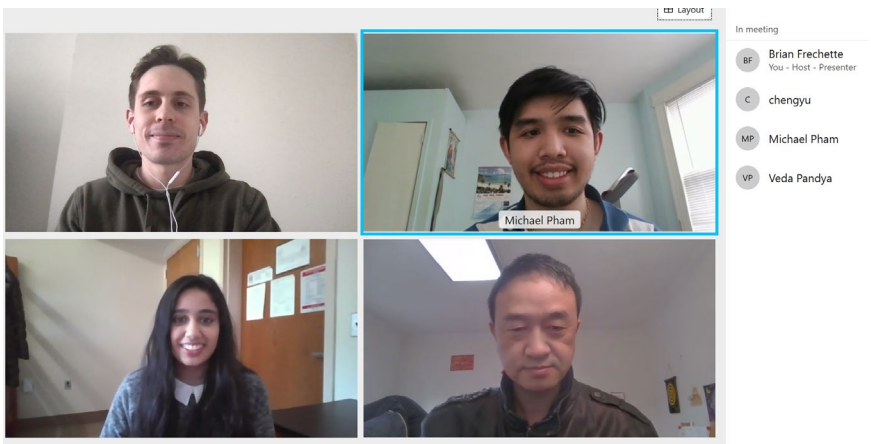 Layout
In meeting
BF
Brian Frechette
You - Host - Presenter
C
chengyu
MP
Michael Pham
VP
Veda Pandya
Michael Pham